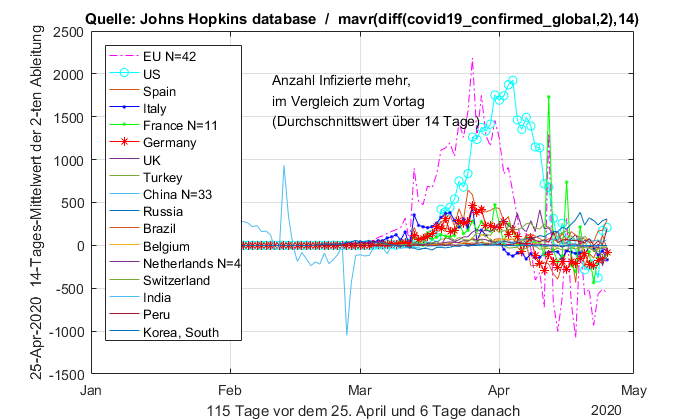 Quelle: Johns Hopkins database / mavr(diff(covid19_confirmed_global,2),14)
25-Apr-2020 14-Tages-Mittelwert der 2-ten Ableitung
2500
2000
1500
1000
500
0
-500
-1000
-1500
EU N=42
US
Spain
Italy
France N=11
Germany
UK
Turkey
China N=33
Russia
Brazil
Belgium
Netherlands N=4
Switzerland
India
Peru
Korea, South
Anzahl Infizierte mehr,
im Vergleich zum Vortag
(Durchschnittswert über 14 Tage)
Jan Feb Mar Apr May
2020
115 Tage vor dem 25. April und 6 Tage danach